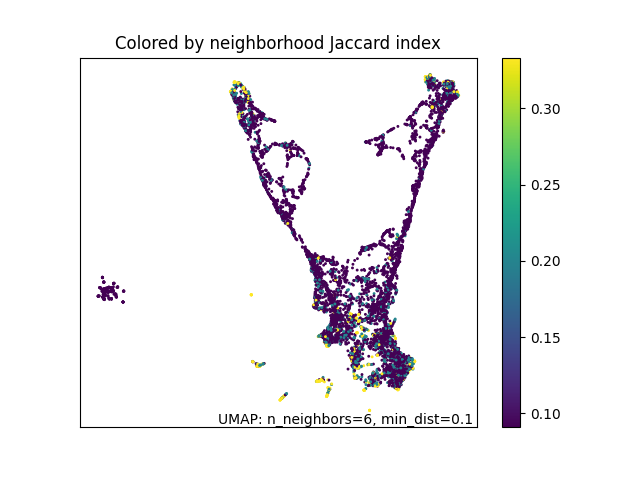 Colored by neighborhood Jaccard index
0.30
0.25
0.20
0.15
0.10
UMAP: n_neighbors=6, min_dist=0.1